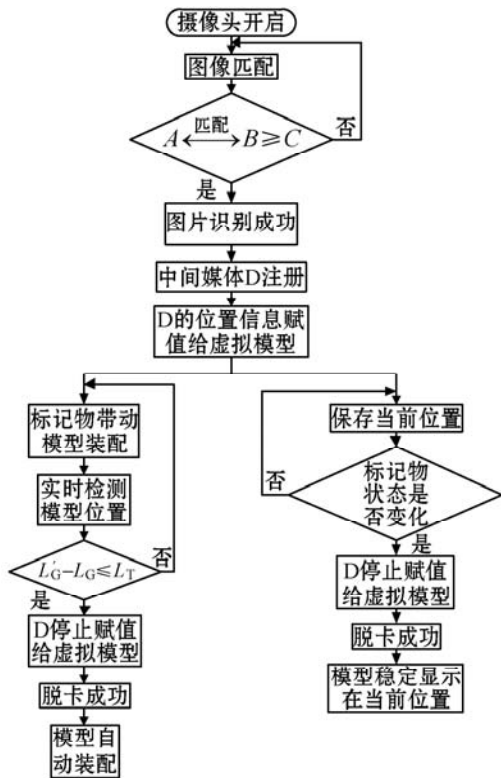 摄像头开启
图像匹配
匹配
A⟷B≥C
否
是
图片识别成功
中间媒体D注册
D的位置信息赋
值给虚拟模型
标记物带动
模型装配
实时检测
模型位置
L′G−LG≤LT
否
是
D停止赋值
给虚拟模型
脱卡成功
模型自
动装配
保存当前位置
否
标记物
状态是
否变化
是
D停止赋值
给虚拟模型
脱卡成功
模型稳定显示
在当前位置